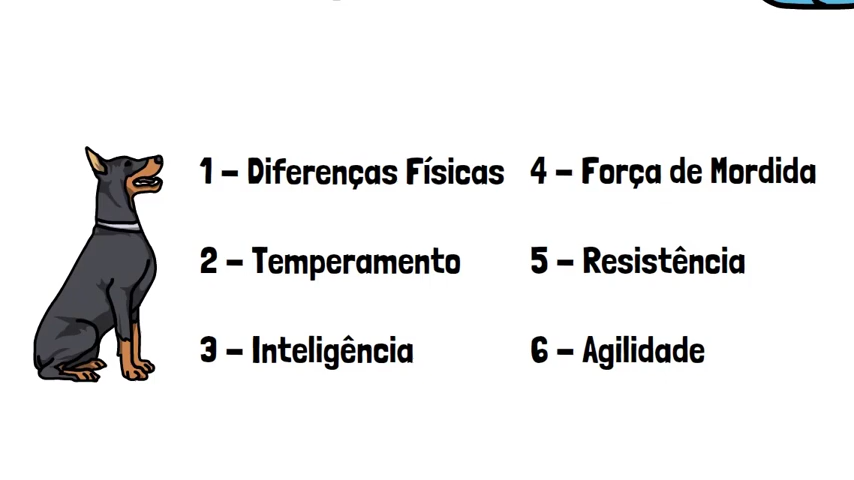 1 – Diferenças Físicas
2 – Temperamento
3 – Inteligência
4 – Força de Mordida
5 – Resistência
6 – Agilidade